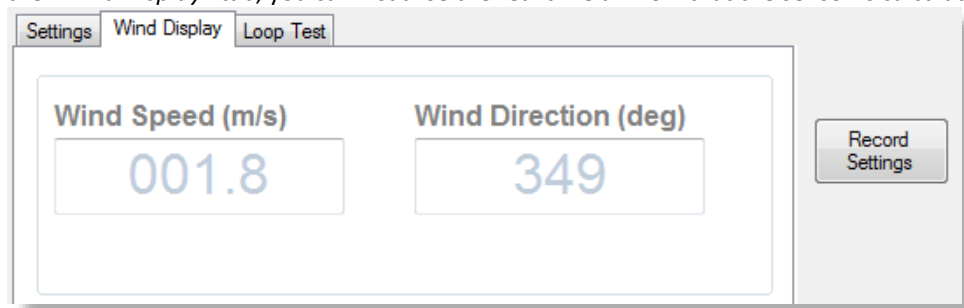 Settings Wind Display Loop Test
Wind Speed (m/s) Wind Direction (deg)
001.8 349
Record
Settings